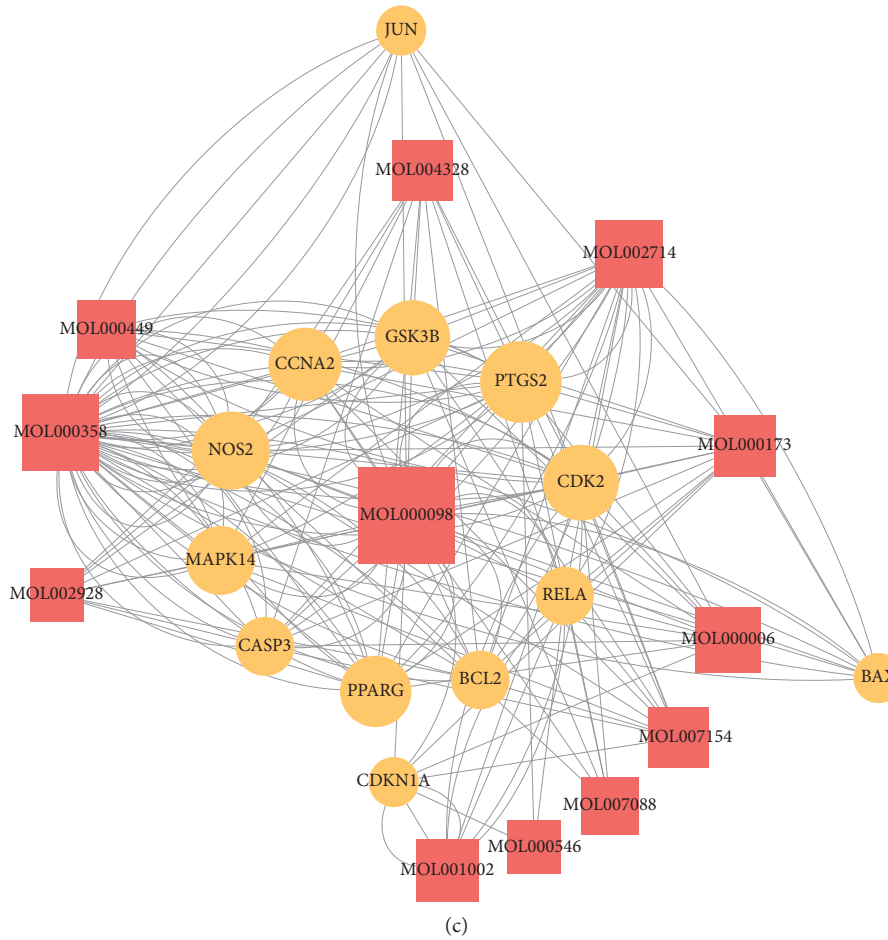 JUN
MOL004328
MOL002714
MOL000449
GSK3B
CCNA2
PTGS2
MOL000358
NOS2
MOL000173
CDK2
MOL000098
MAPK14
MOL002928
RELA
CASP3
MOL000006
PPARG
BCL2
BAX
MOL007154
CDKN1A
MOL007088
MOL000546
MOL001002
(c)